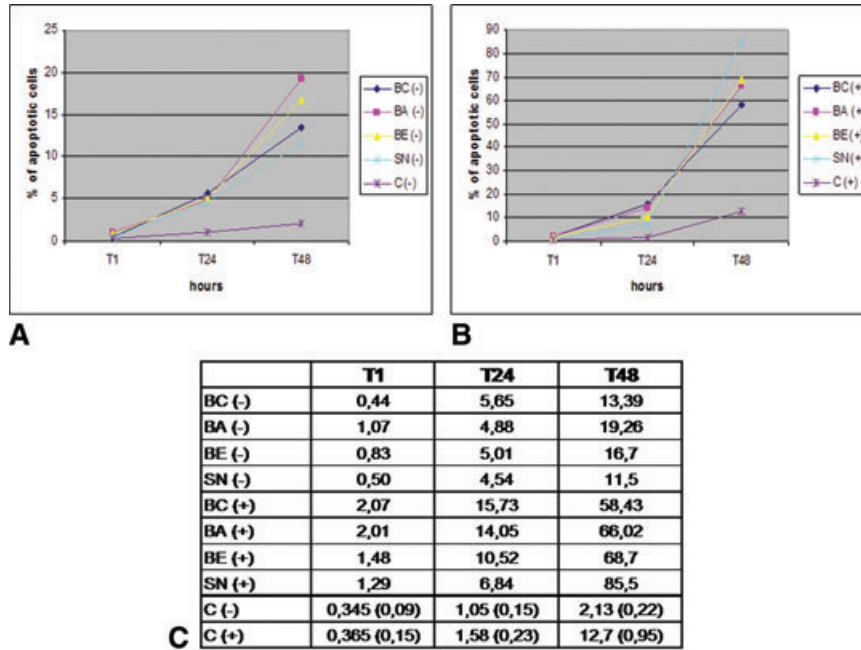 25
20
15
10
5
0
% of apoptotic cells
T1 T24 T48
hours
BC (-)
BA (-)
BE (-)
SN (-)
C (-)
A
90
80
70
60
50
40
30
20
10
0
% of apoptotic cells
T1 T24 T48
hours
BC (+)
BA (+)
BE (+)
SN (+)
C (+)
B
T1 T24 T48
BC (-) 0,44 5,65 13,39
BA (-) 1,07 4,88 19,26
BE (-) 0,83 5,01 16,7
SN (-) 0,50 4,54 11,5
BC (+) 2,07 15,73 58,43
BA (+) 2,01 14,05 66,02
BE (+) 1,48 10,52 68,7
SN (+) 1,29 6,84 85,5
C (-) 0,345 (0,09) 1,05 (0,15) 2,13 (0,22)
C (+) 0,365 (0,15) 1,58 (0,23) 12,7 (0,95)
C